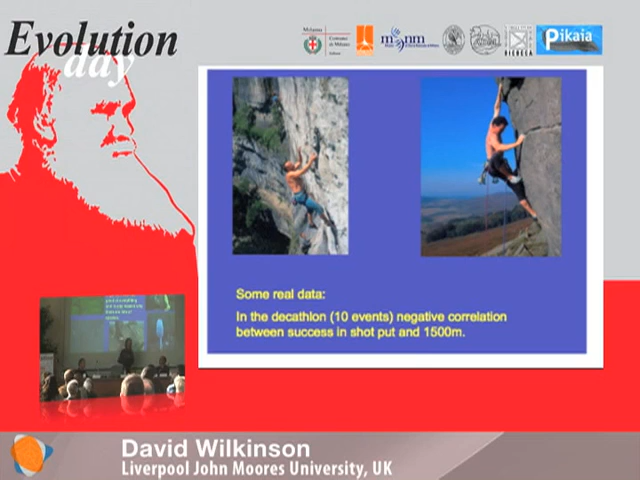 Evolution
day
Pikaia
Some real data:
In the decathlon (10 events) negative correlation
between success in shot put and 1500m.
David Wilkinson
Liverpool John Moores University, UK